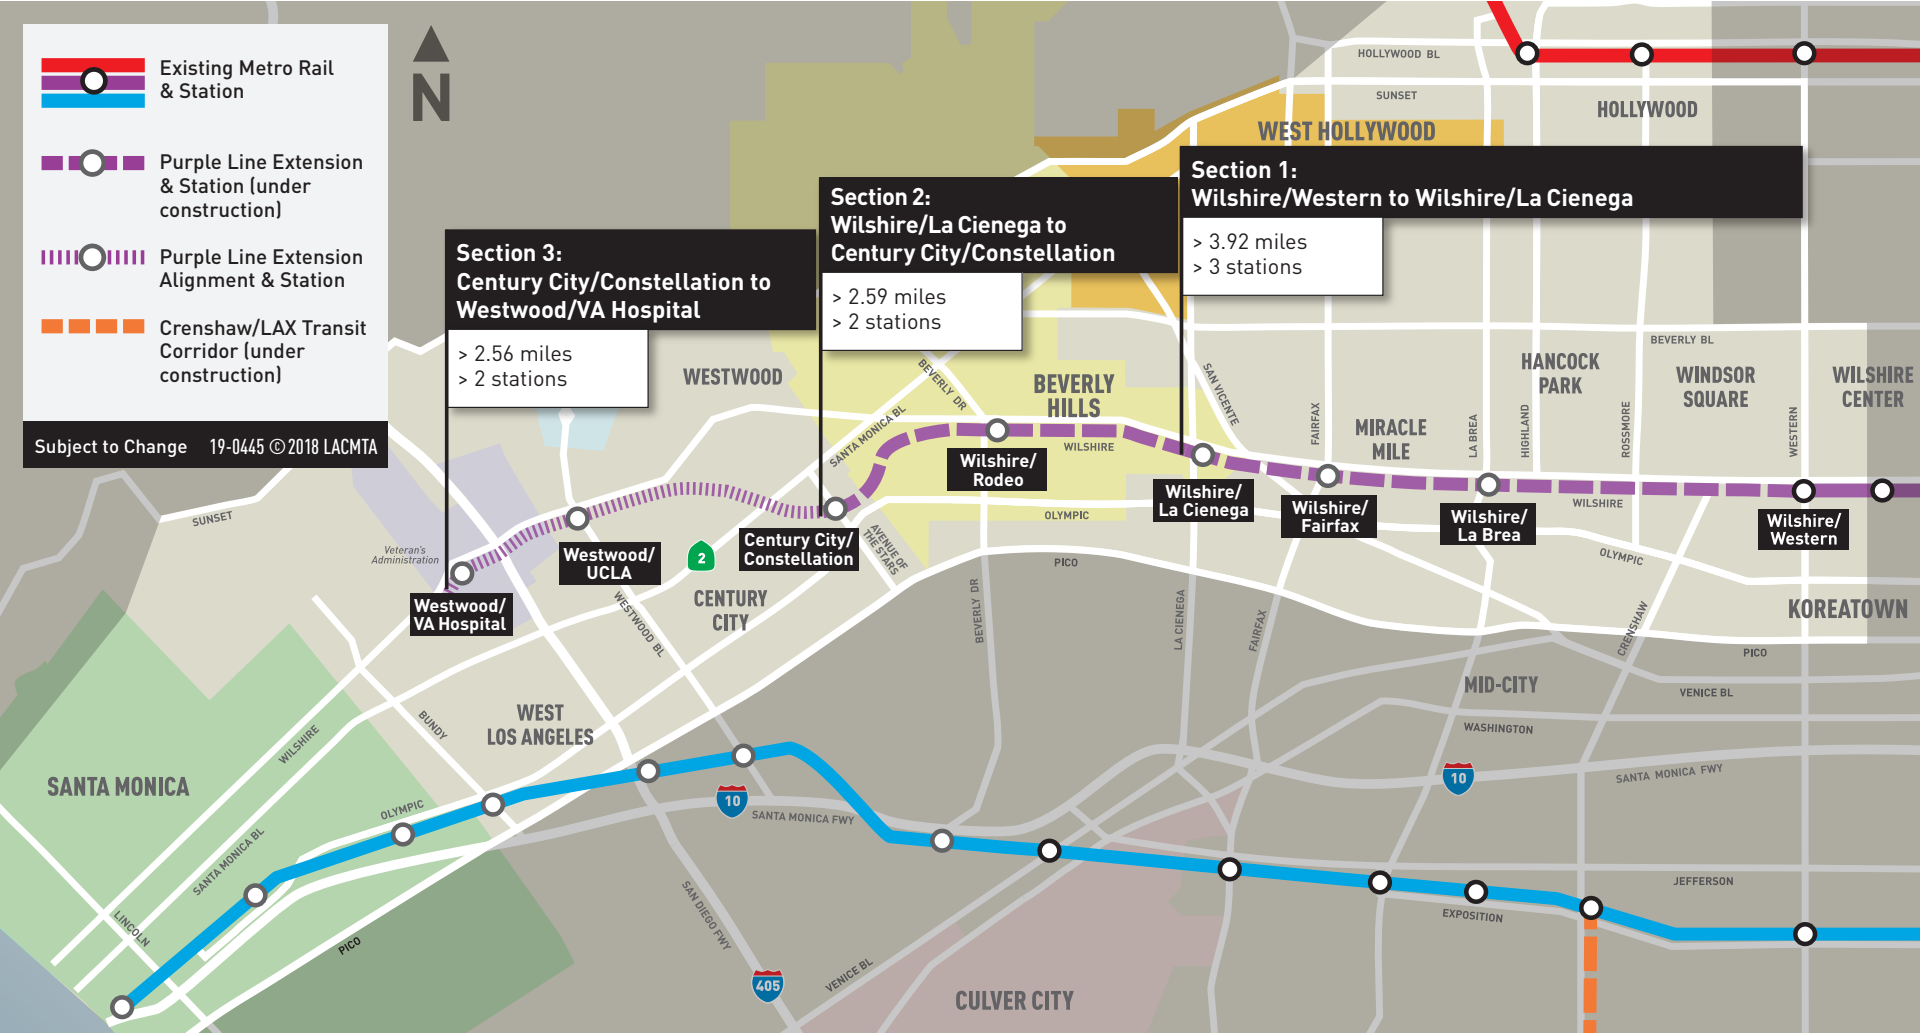 Existing Metro Rail
& Station
Purple Line Extension
& Station (under
construction)
Purple Line Extension
Alignment & Station
Crenshaw/LAX Transit
Corridor (under
construction)
Subject to Change 19-0445 ©2018 LACMTA
N
Section 3:
Century City/Constellation to
Westwood/VA Hospital
> 2.56 miles
> 2 stations
Section 2:
Wilshire/La Cienega to
Century City/Constellation
> 2.59 miles
> 2 stations
Section 1:
Wilshire/Western to Wilshire/La Cienega
> 3.92 miles
> 3 stations
HOLLYWOOD BL
SUNSET
HOLLYWOOD
WEST HOLLYWOOD
BEVERLY BL
WESTWOOD
BEVERLY DR
SANTA MONICA BL
BEVERLY
HILLS
WILSHIRE
SAN VICENTE
FAIRFAX
MIRACLE
MILE
LA BREA
HIGHLAND
HANCOCK
PARK
ROSSMORE
WINDSOR
SQUARE
WESTERN
WILSHIRE
CENTER
Wilshire/
Rodeo
Wilshire/
La Cienega
Wilshire/
Fairfax
Wilshire/
La Brea
WILSHIRE
Wilshire/
Western
SUNSET
Veteran's
Administration
Westwood/
UCLA
2
Century City/
Constellation
AVENUE OF
THE STARS
OLYMPIC
PICO
OLYMPIC
Westwood/
VA Hospital
WESTWOOD BL
CENTURY
CITY
BEVERLY DR
LA CIENEGA
FAIRFAX
CRENSHAW
KOREATOWN
PICO
MID-CITY
VENICE BL
WASHINGTON
WEST
LOS ANGELES
BUNDY
WILSHIRE
SANTA MONICA
OLYMPIC
SANTA MONICA BL
10
SANTA MONICA FWY
10
SANTA MONICA FWY
LINCOLN
PICO
SAN DIEGO FWY
405
VENICE BL
CULVER CITY
JEFFERSON
EXPOSITION